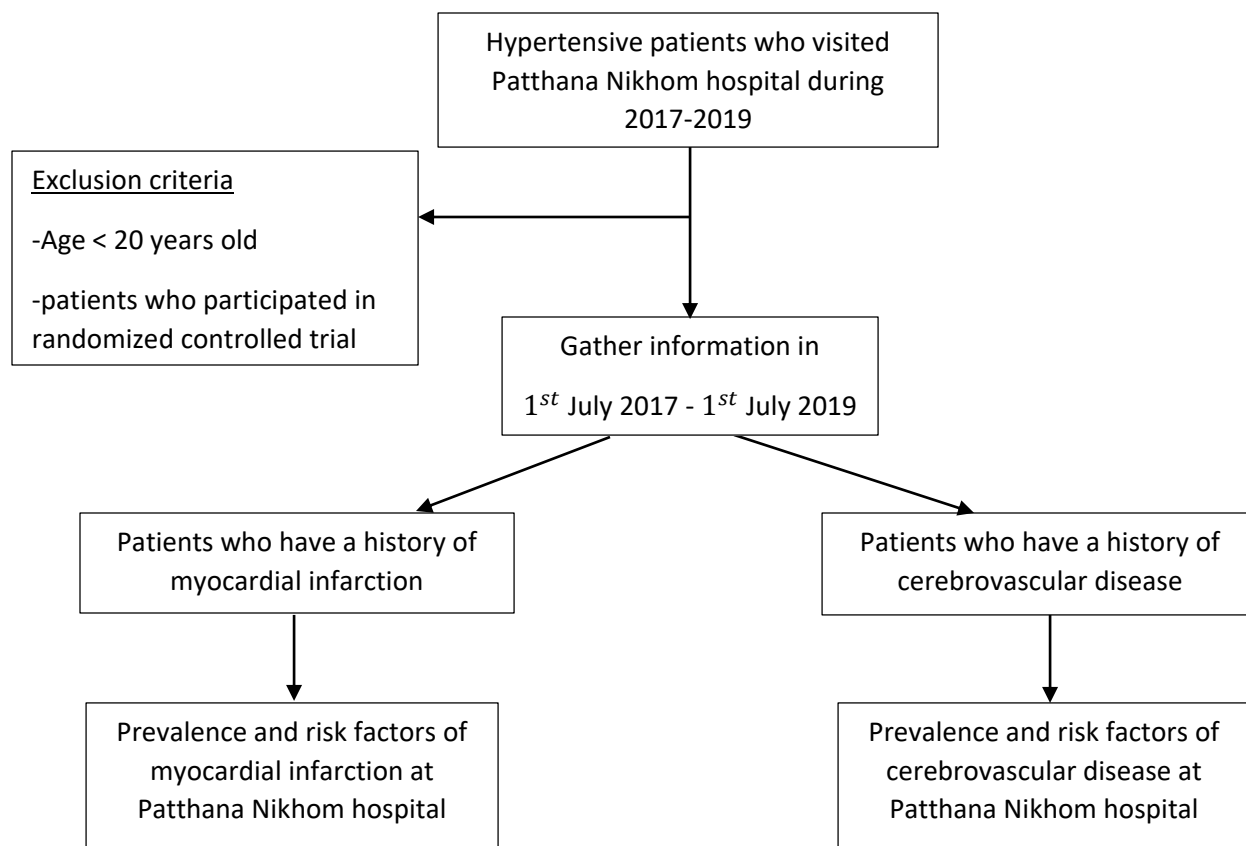 Hypertensive patients who visited
Patthana Nikhom hospital during
2017-2019
Exclusion criteria
-Age < 20 years old
-patients who participated in
randomized controlled trial
Gather information in
1st July 2017 - 1st July 2019
Patients who have a history of
myocardial infarction
Patients who have a history of
cerebrovascular disease
Prevalence and risk factors of
myocardial infarction at
Patthana Nikhom hospital
Prevalence and risk factors of
cerebrovascular disease at
Patthana Nikhom hospital